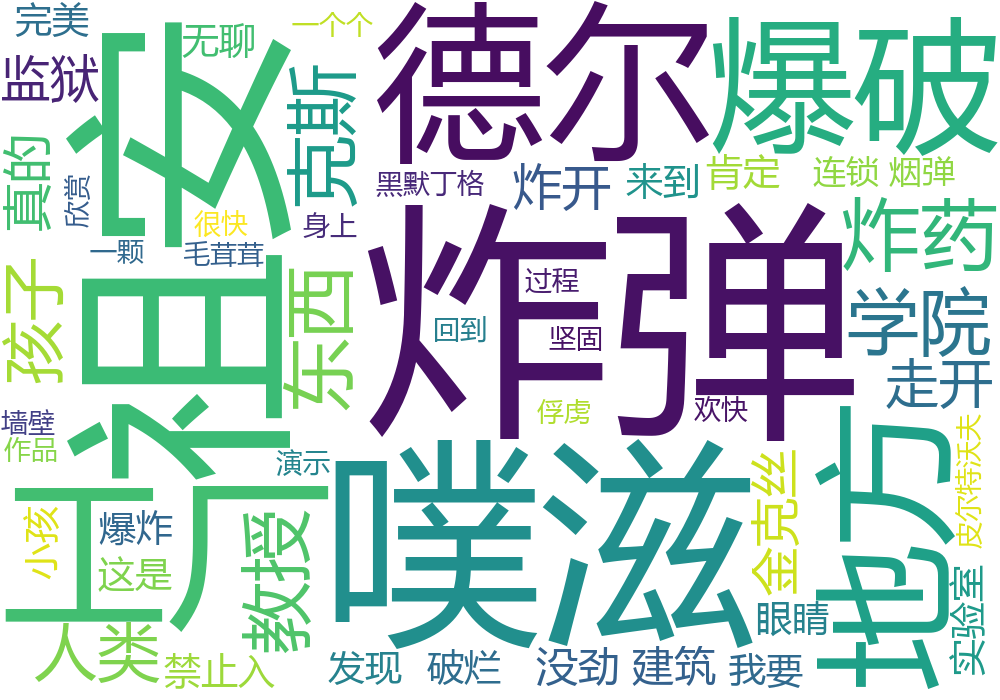 完美
无聊
一个个
监狱
安祖
克斯
德尔
爆破
真的
欣赏
很快
身上
黑默丁格
炸开
来到
肯定
连锁
烟弹
一颗
毛茸茸
炸弹
炸药
孩子
东西
过程
回到
坚固
学院
走开
墙壁
作品
俘虏
欢快
演示
噗滋
地方
皮尔特沃夫
小孩
爆炸
这是
教授
金克丝
实验室
人类
禁止入
发现
破烂
没劲
建筑
我要
眼睛